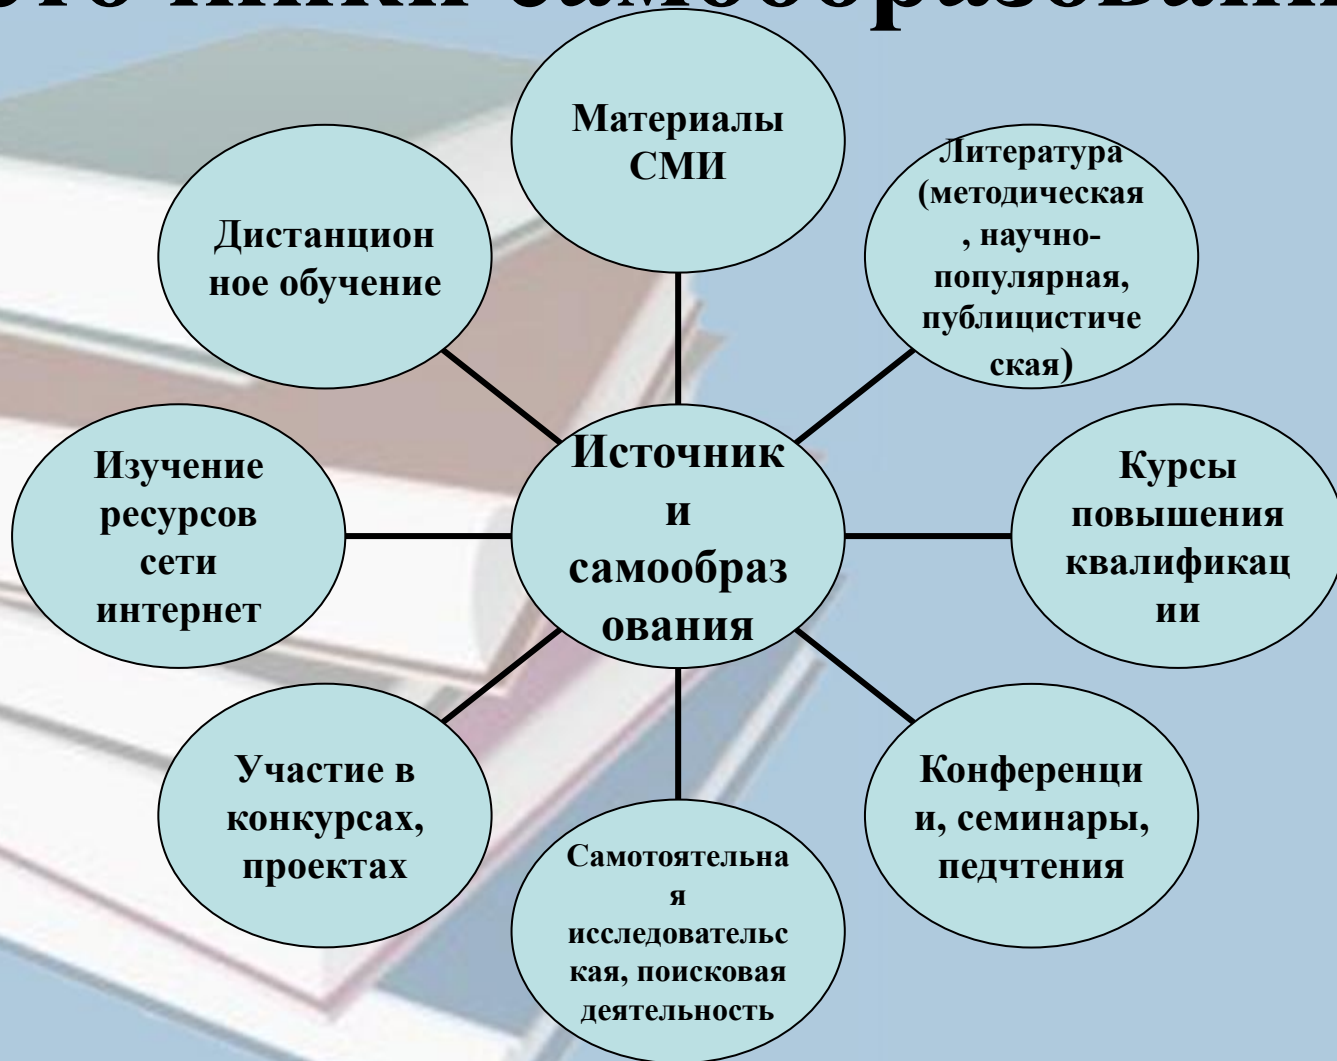 самообразования
Материалы
СМИ
Литература
(методическая
, научно-
популярная,
публицистиче
ская)
Дистанцион
ное обучение
Источник
и
самообраз
ования
Изучение
ресурсов
сети
интернет
Курсы
повышения
квалификац
ии
Участие в
конкурсах,
проектах
Конференци
и, семинары,
педчтения
Самотоятельна
я
исследовательс
кая, поисковая
деятельность